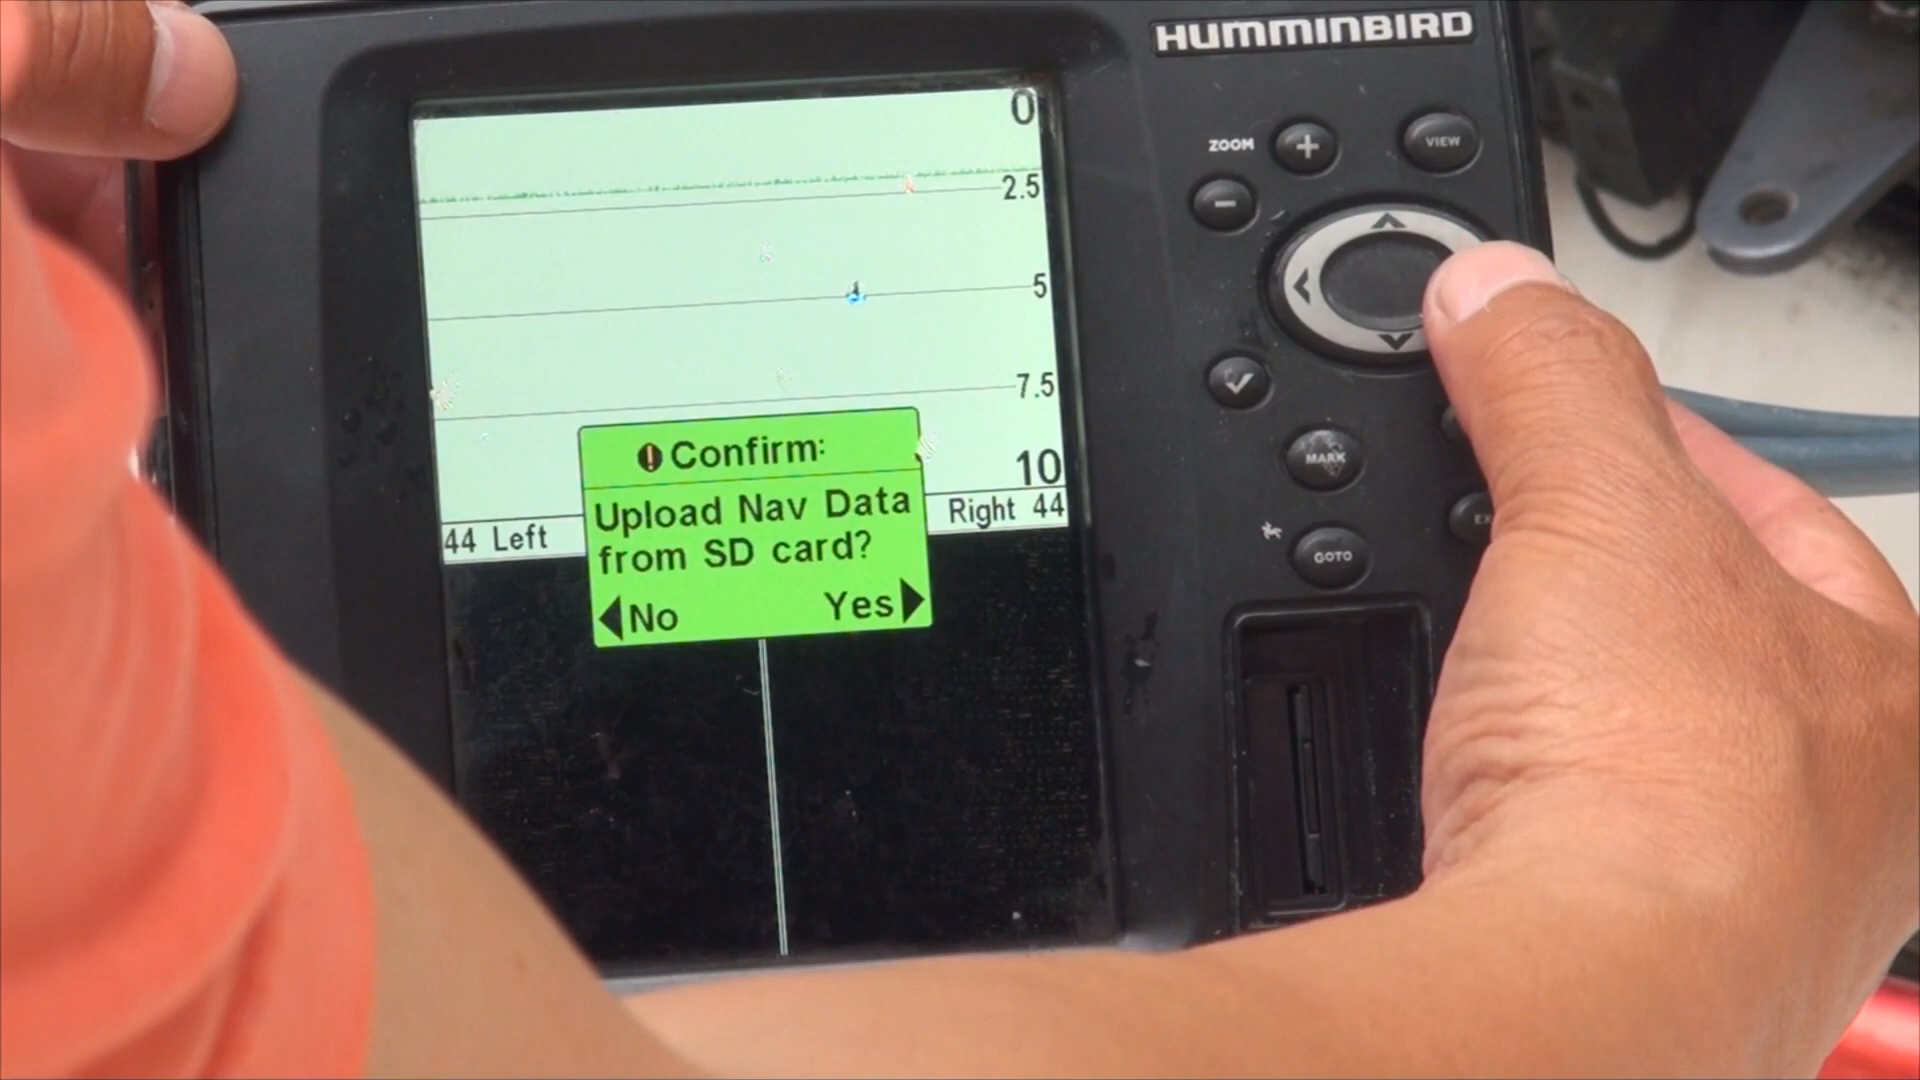 HUMMINBIRD
ZOOM
VIEW
0
2.5
5
7.5
10
44 Left
Right 44
Confirm:
Upload Nav Data
from SD card?
No
Yes
MARK
GOTO